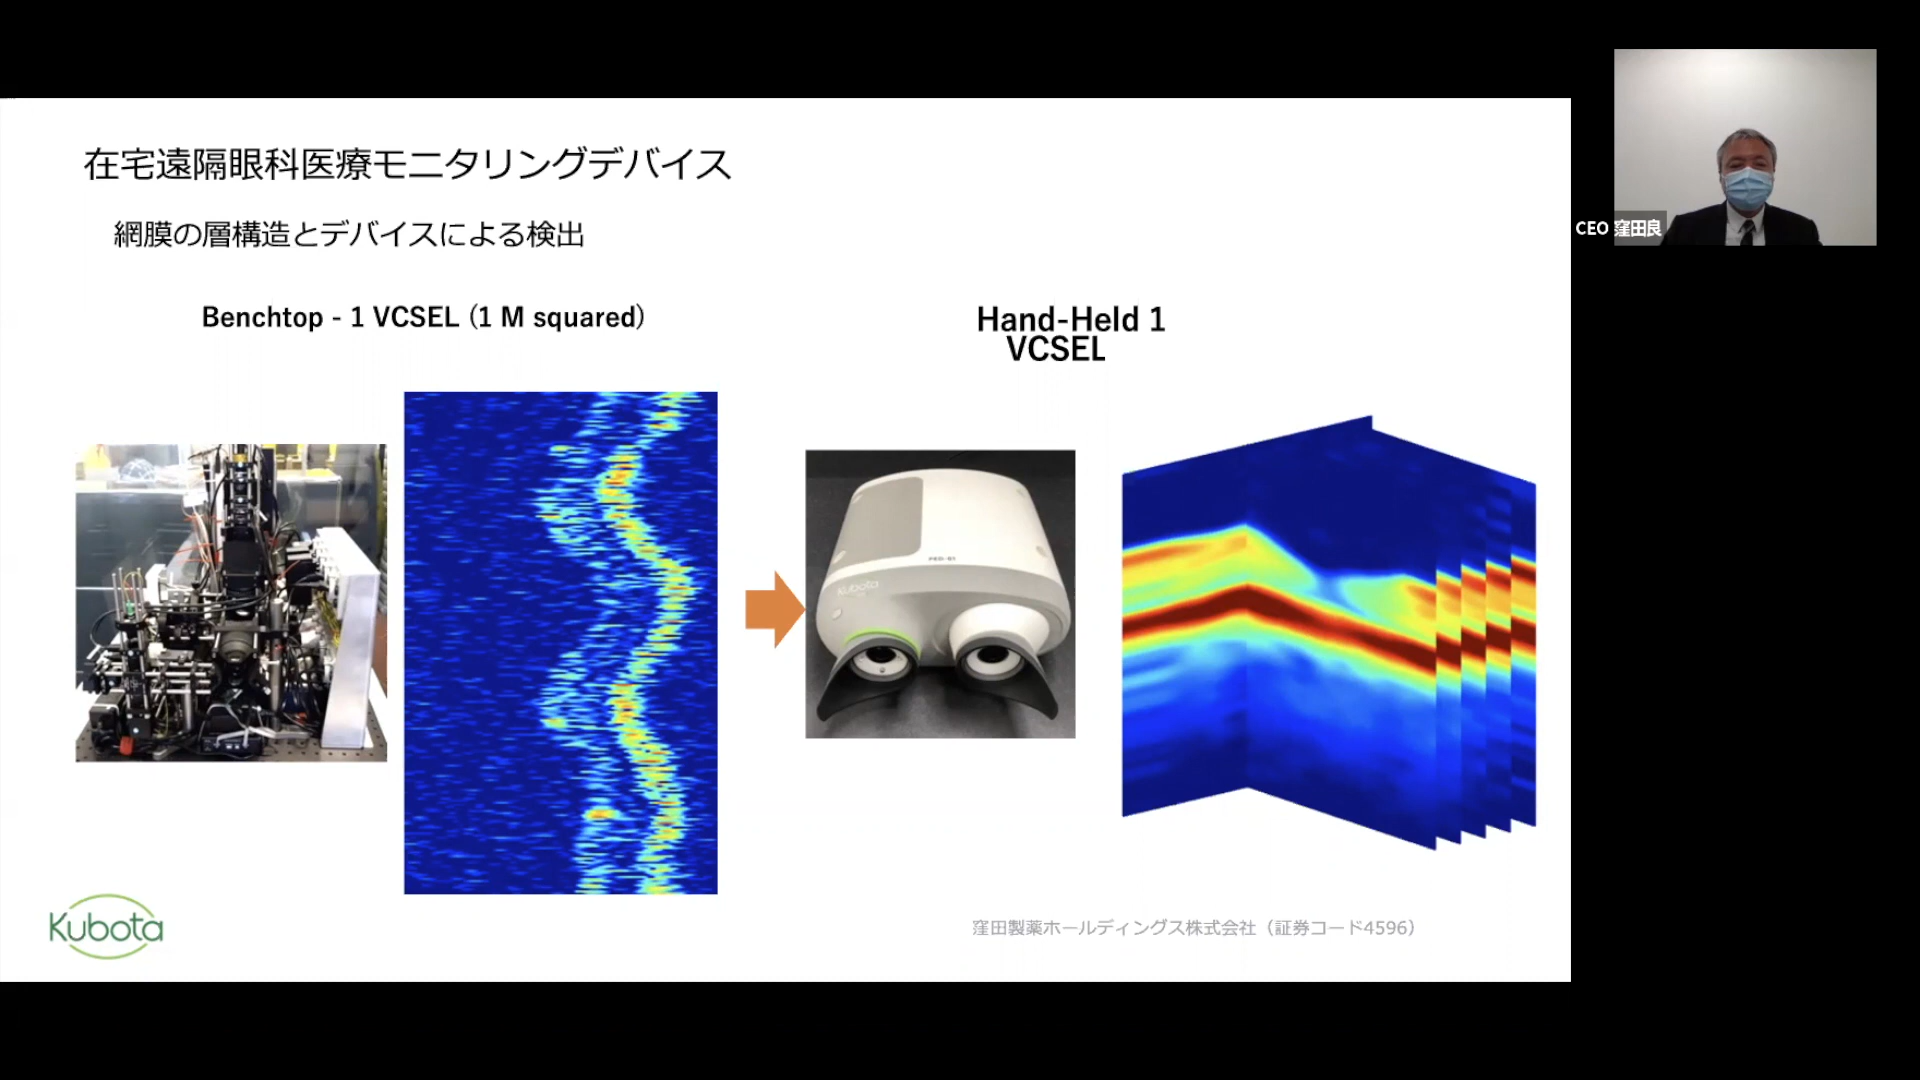 在宅遠隔眼科医療モニタリングデバイス
網膜の層構造とデバイスによる検出
CEO 窪田良
Benchtop - 1 VCSEL (1 M squared)
Hand-Held 1
VCSEL
kubota
Kubota
窪田製薬ホールディングス株式会社（証券コード4596）